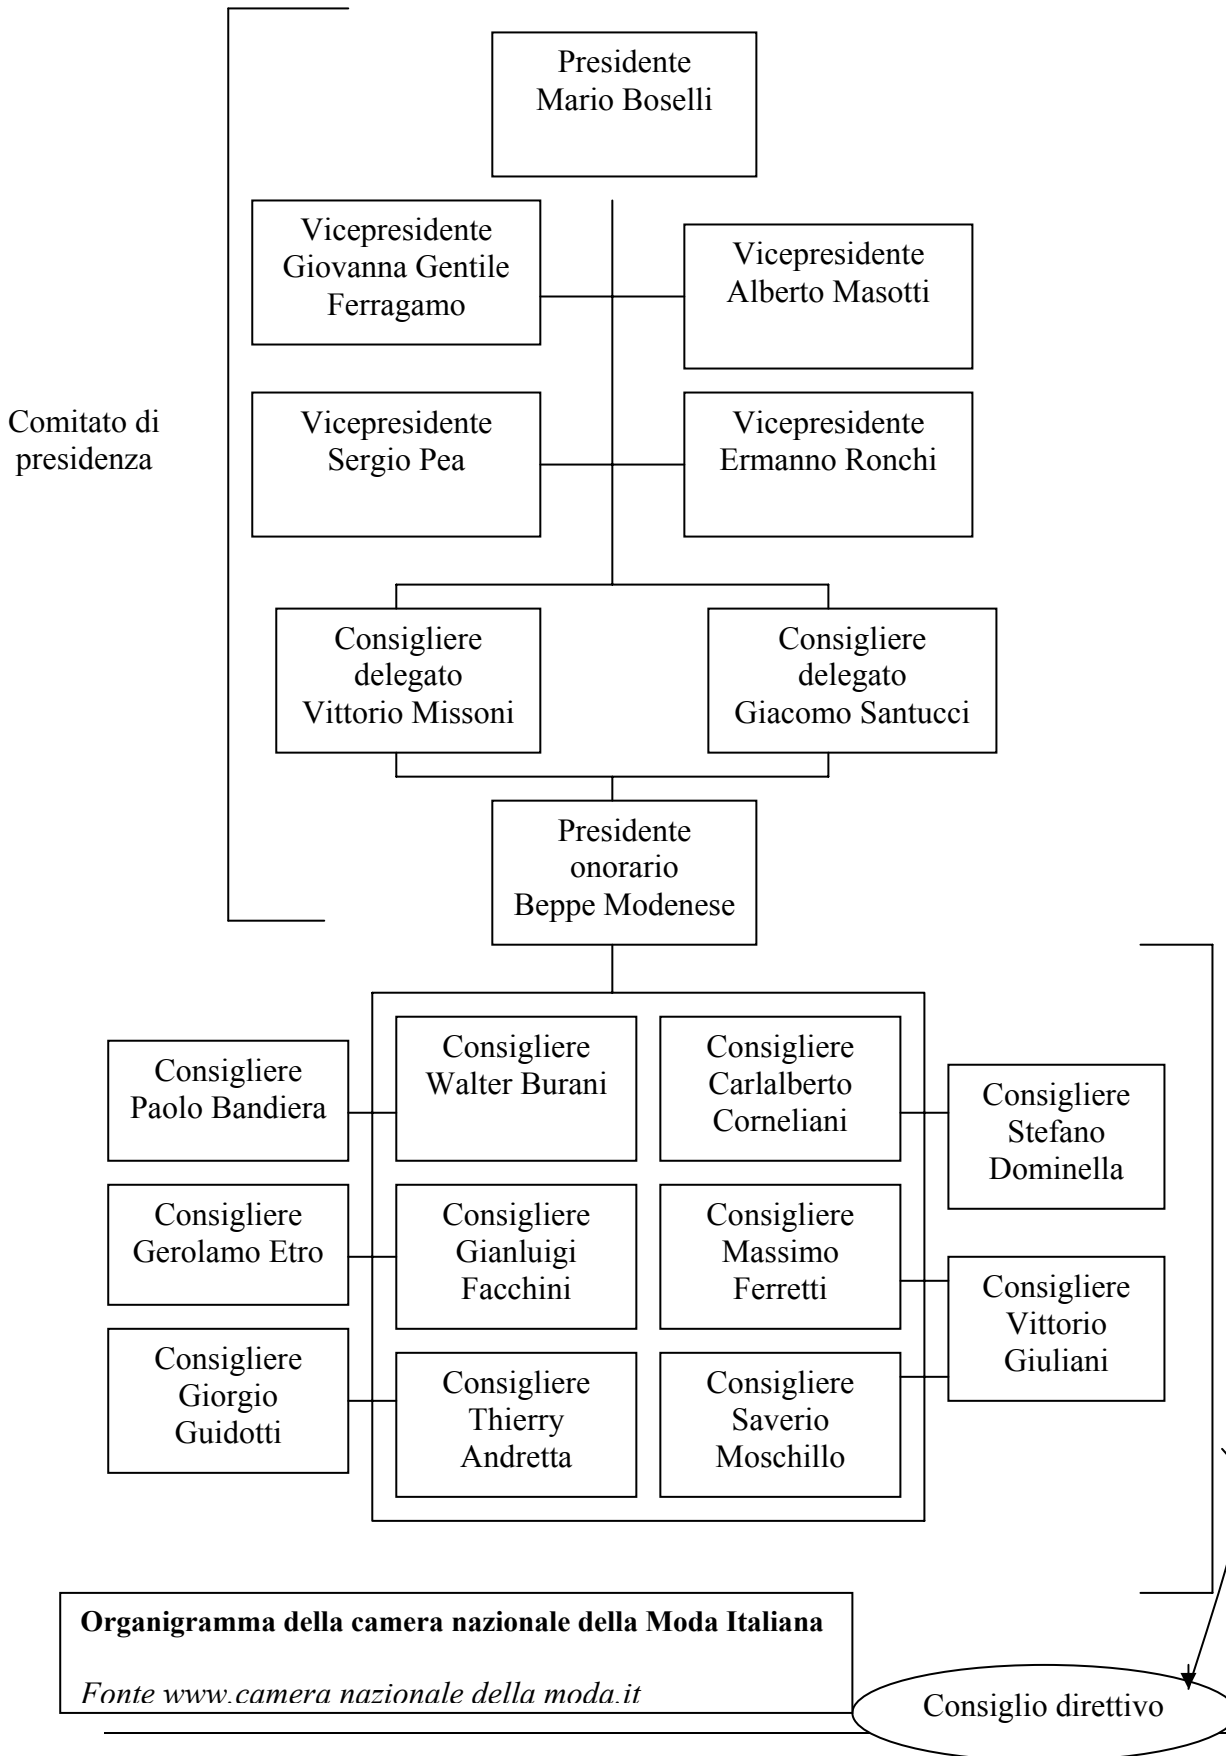 Presidente
Mario Boselli
Vicepresidente
Giovanna Gentile
Ferragamo
Vicepresidente
Alberto Masotti
Comitato di
presidenza
Vicepresidente
Sergio Pea
Vicepresidente
Ermanno Ronchi
Consigliere
delegato
Vittorio Missoni
Consigliere
delegato
Giacomo Santucci
Presidente
onorario
Beppe Modenese
Consigliere
Paolo Bandiera
Consigliere
Walter Burani
Consigliere
Carlalberto
Corneliani
Consigliere
Stefano
Dominella
Consigliere
Gerolamo Etro
Consigliere
Gianluigi
Facchini
Consigliere
Massimo
Ferretti
Consigliere
Vittorio
Giuliani
Consigliere
Giorgio
Guidotti
Consigliere
Thierry
Andretta
Consigliere
Saverio
Moschillo
Organigramma della camera nazionale della Moda Italiana
Fonte www.camera nazionale della moda.it
Consiglio direttivo